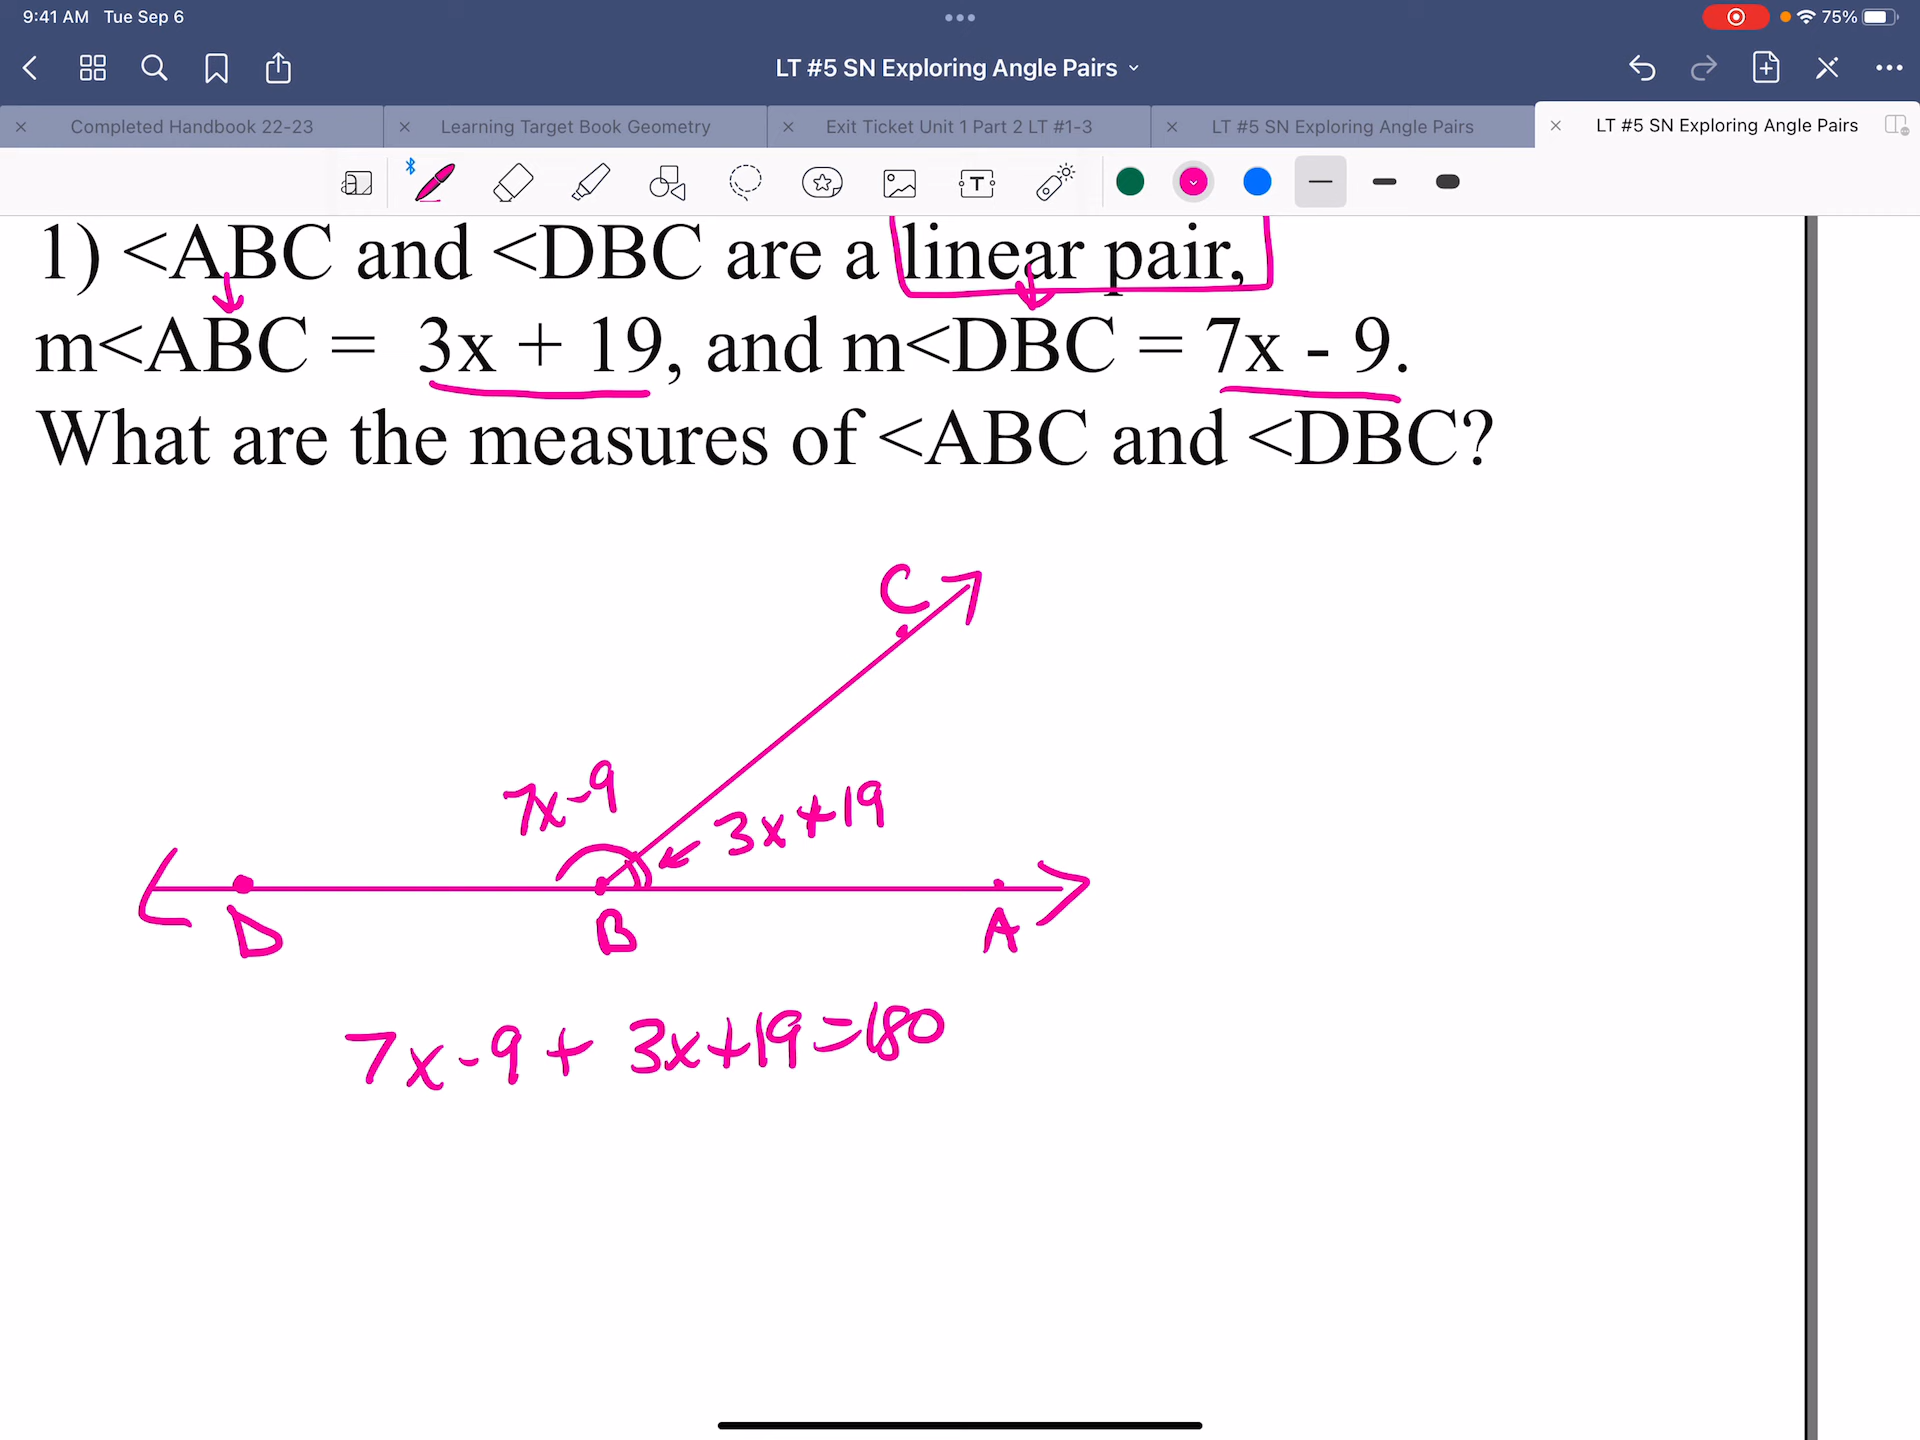 9:41 AM Tue Sep 6
75%
LT #5 SN Exploring Angle Pairs
Completed Handbook 22-23
Learning Target Book Geometry
Exit Ticket Unit 1 Part 2 LT #1-3
LT #5 SN Exploring Angle Pairs
LT #5 SN Exploring Angle Pairs
1) <ABC and <DBC are a linear pair,
m<ABC = 3x + 19, and m<DBC = 7x - 9.
What are the measures of <ABC and <DBC?
C
7x-9
3x+19
D
B
A
7x-9+ 3x+19=180